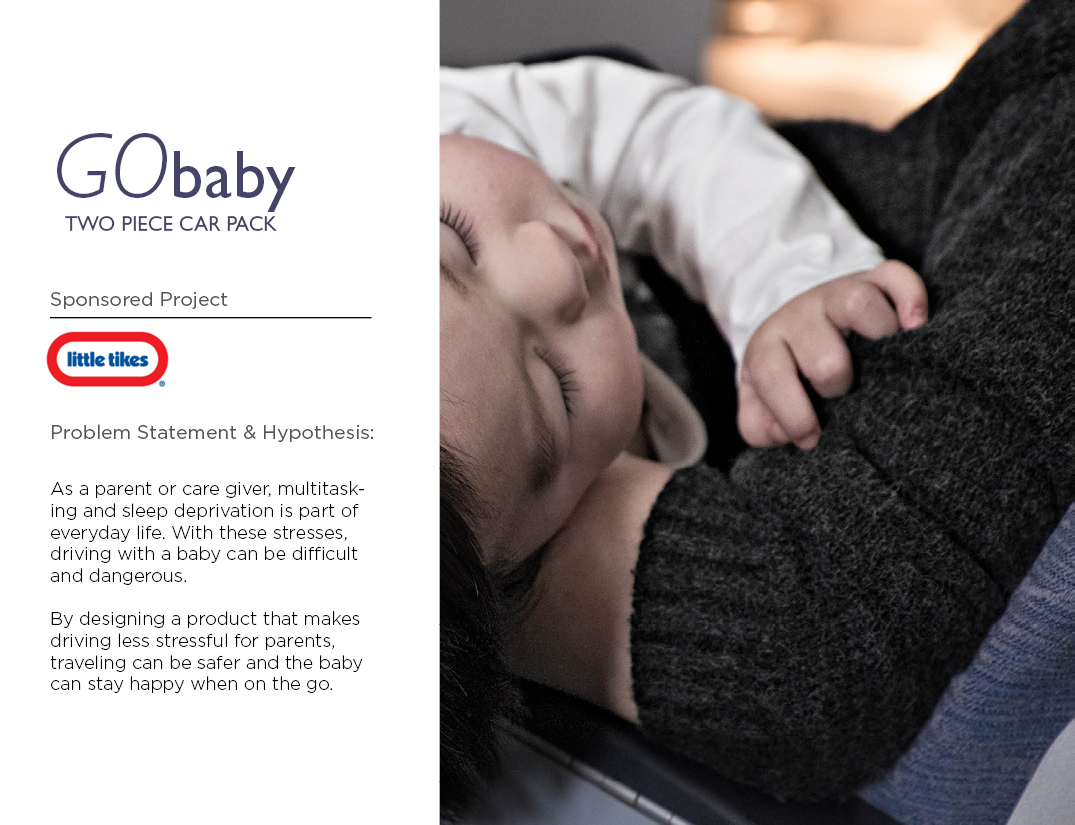 GObaby
TWO PIECE CAR PACK
Sponsored Project
little tikes®
Problem Statement & Hypothesis:
As a parent or care giver, multitask-
ing and sleep deprivation is part of
everyday life. With these stresses,
driving with a baby can be difficult
and dangerous.
By designing a product that makes
driving less stressful for parents,
traveling can be safer and the baby
can stay happy when on the go.